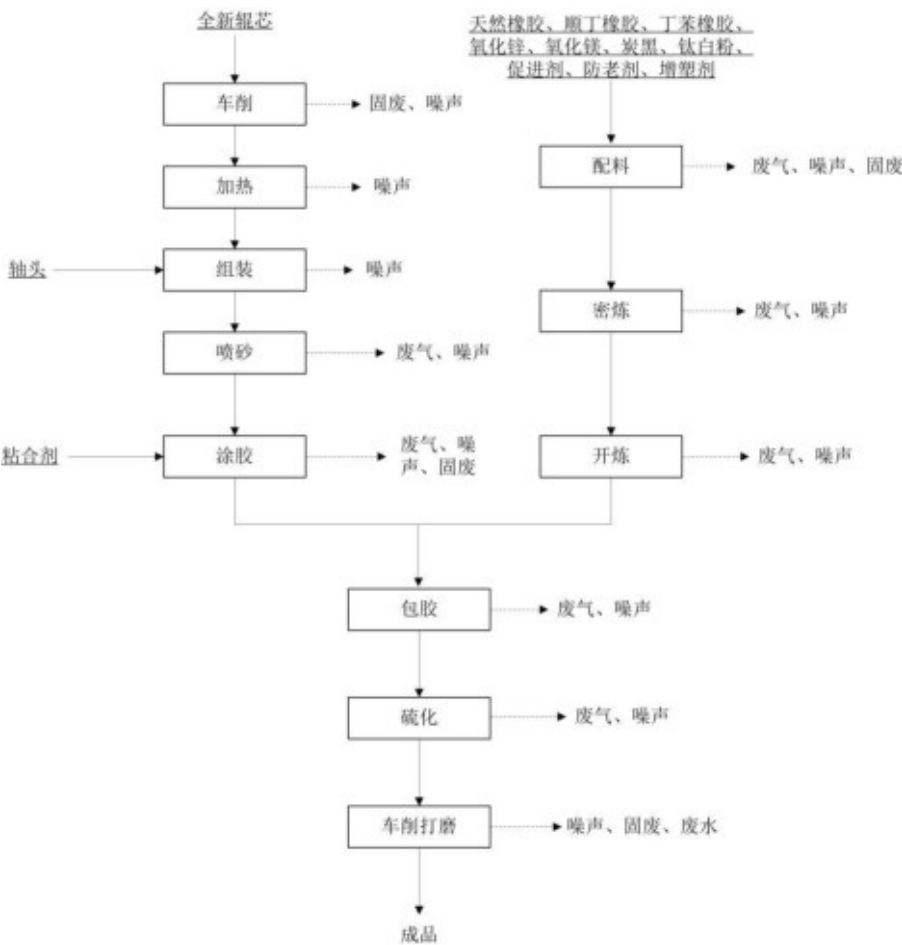 全新辊芯
天然橡胶、顺丁橡胶、丁苯橡胶、
氧化锌、氧化镁、炭黑、钛白粉、
促进剂、防老剂、增塑剂
车削
固废、噪声
配料
废气、噪声、固废
加热
噪声
轴头
组装
噪声
密炼
废气、噪声
喷砂
废气、噪声
粘合剂
涂胶
废气、噪
声、固废
开炼
废气、噪声
包胶
废气、噪声
硫化
废气、噪声
车削打磨
噪声、固废、废水
成品